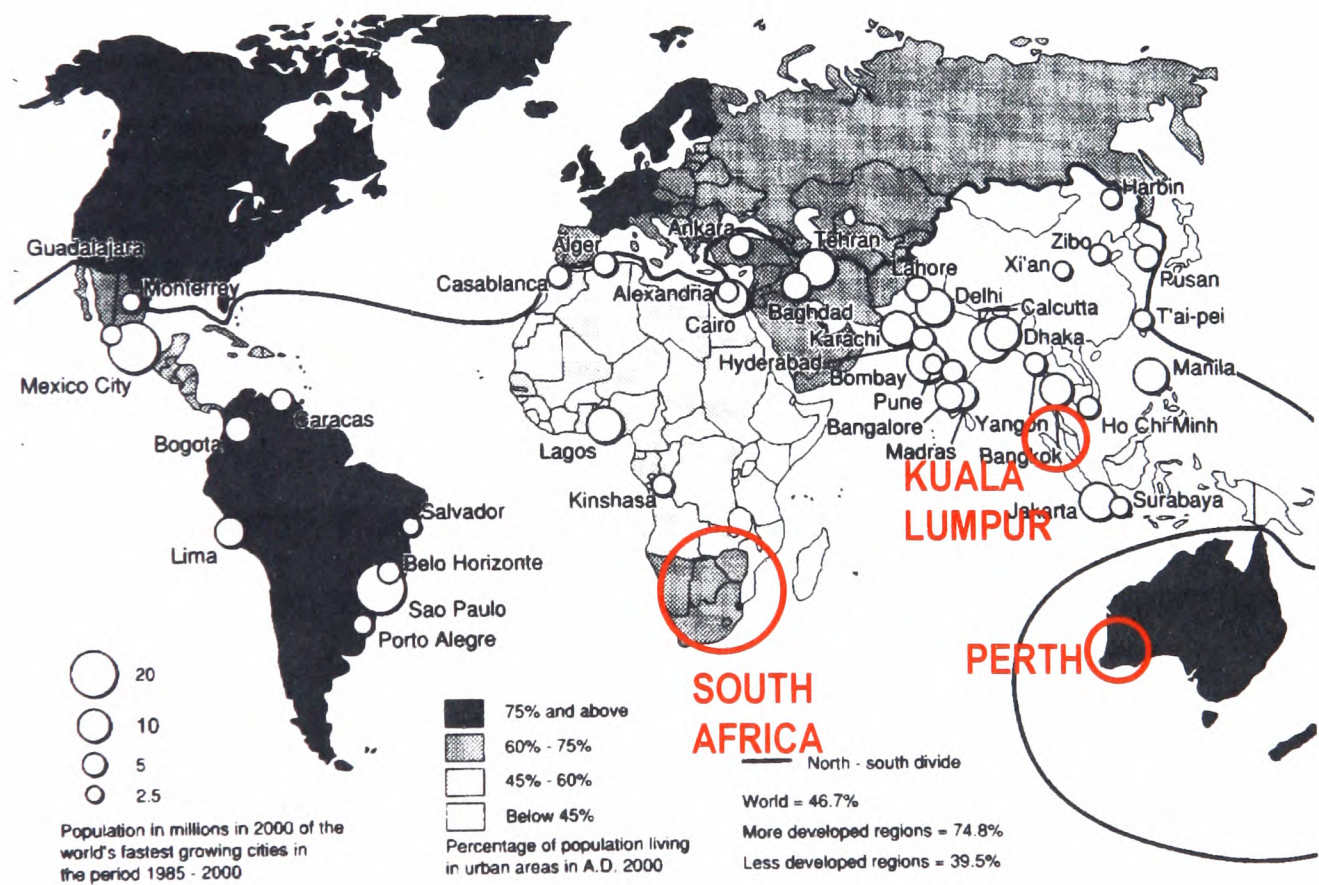 Harbin
Ankara
Zibo
Guadalajara
Alger
Tehran
Xi'an
Lahore
Casablanca
Pusan
Monterrey
Alexandria
Delhi
Baghdad
Calcutta
Cairo
T'ai-pei
Karachi
Dhaka
Hyderabad
Manila
Mexico City
Bombay
Pune
Caracas
Bangalore
Yangon
Ho Chi Minh
Bogota
Lagos
Madras
Bangkok
KUALA
LUMPUR
Kinshasa
Jakarta
Surabaya
Salvador
Lima
Belo Horizonte
Sao Paulo
Porto Alegre
PERTH
SOUTH
AFRICA
20
10
5
2.5
Population in millions in 2000 of the
world's fastest growing cities in
the period 1985 - 2000
75% and above
60% - 75%
45% - 60%
Below 45%
Percentage of population living
in urban areas in A.D. 2000
North - south divide
World = 46.7%
More developed regions = 74.8%
Less developed regions = 39.5%